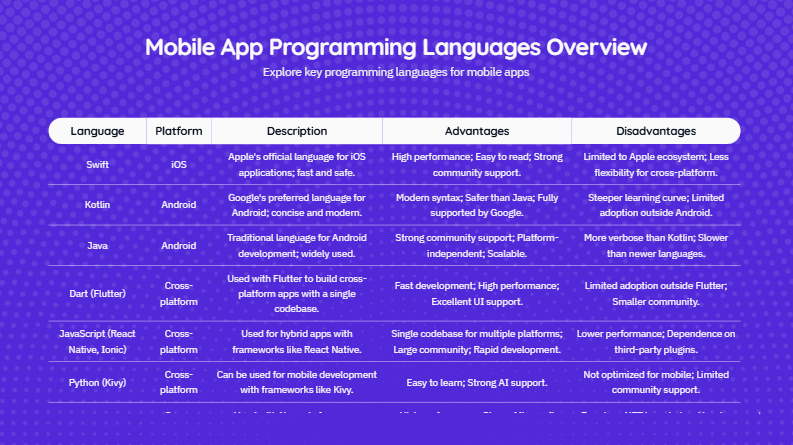 Mobile App Programming Languages Overview
Explore key programming languages for mobile apps
Language Platform Description Advantages Disadvantages
Swift
iOS
Apple's official language for iOS
applications; fast and safe.
High performance; Easy to read; Strong
community support.
Limited to Apple ecosystem; Less
flexibility for cross-platform.
Kotlin
Android
Google's preferred language for
Android; concise and modern.
Modern syntax; Safer than Java; Fully
supported by Google.
Steeper learning curve; Limited
adoption outside Android.
Java
Android
Traditional language for Android
development; widely used.
Strong community support; Platform-
independent; Scalable.
More verbose than Kotlin; Slower
than newer languages.
Dart (Flutter)
Cross-
platform
Used with Flutter to build cross-
platform apps with a single
codebase.
Fast development; High performance;
Excellent UI support.
Limited adoption outside Flutter;
Smaller community.
JavaScript (React
Native, Ionic)
Cross-
platform
Used for hybrid apps with
frameworks like React Native.
Single codebase for multiple platforms;
Large community; Rapid development.
Lower performance; Dependence on
third-party plugins.
Python (Kivy)
Cross-
platform
Can be used for mobile development
with frameworks like Kivy.
Easy to learn; Strong AI support.
Not optimized for mobile; Limited
community support.